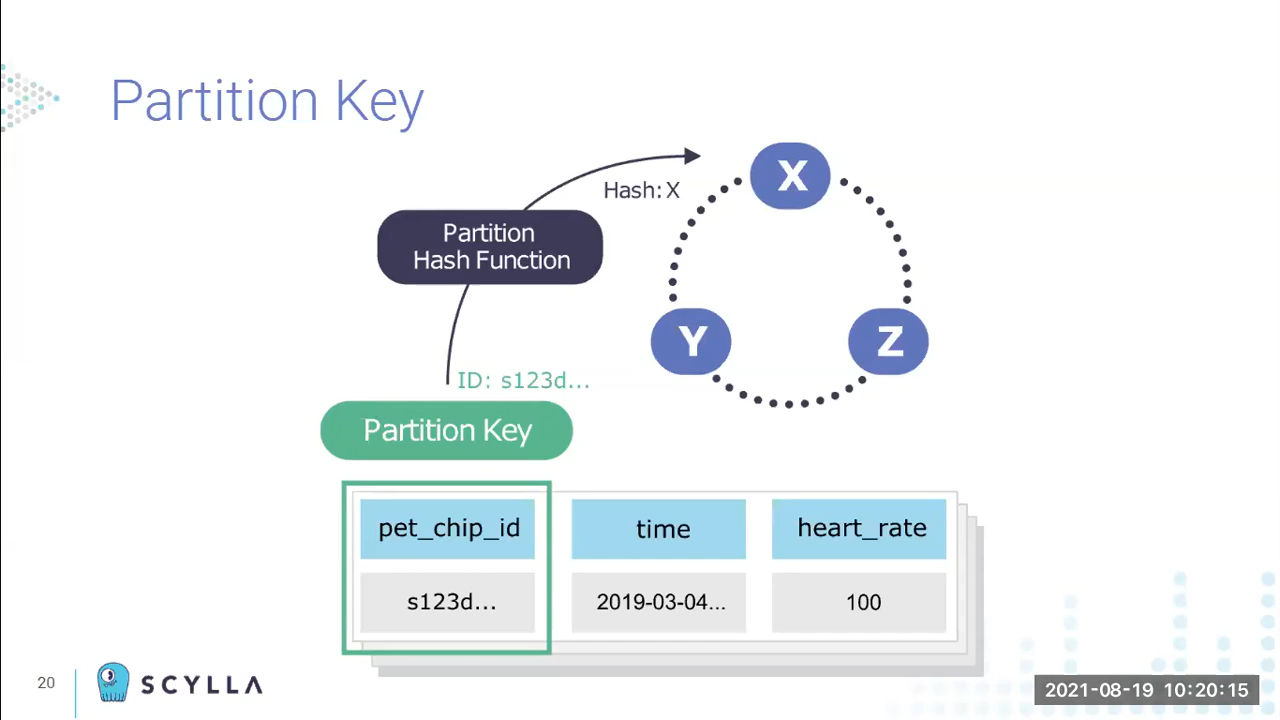 Partition Key
X
Hash: X
Partition
Hash Function
Y
Z
ID: s123d...
Partition Key
pet_chip_id
time
heart_rate
s123d...
2019-03-04...
100
20
SCYLLA
2021-08-19 10:20:15